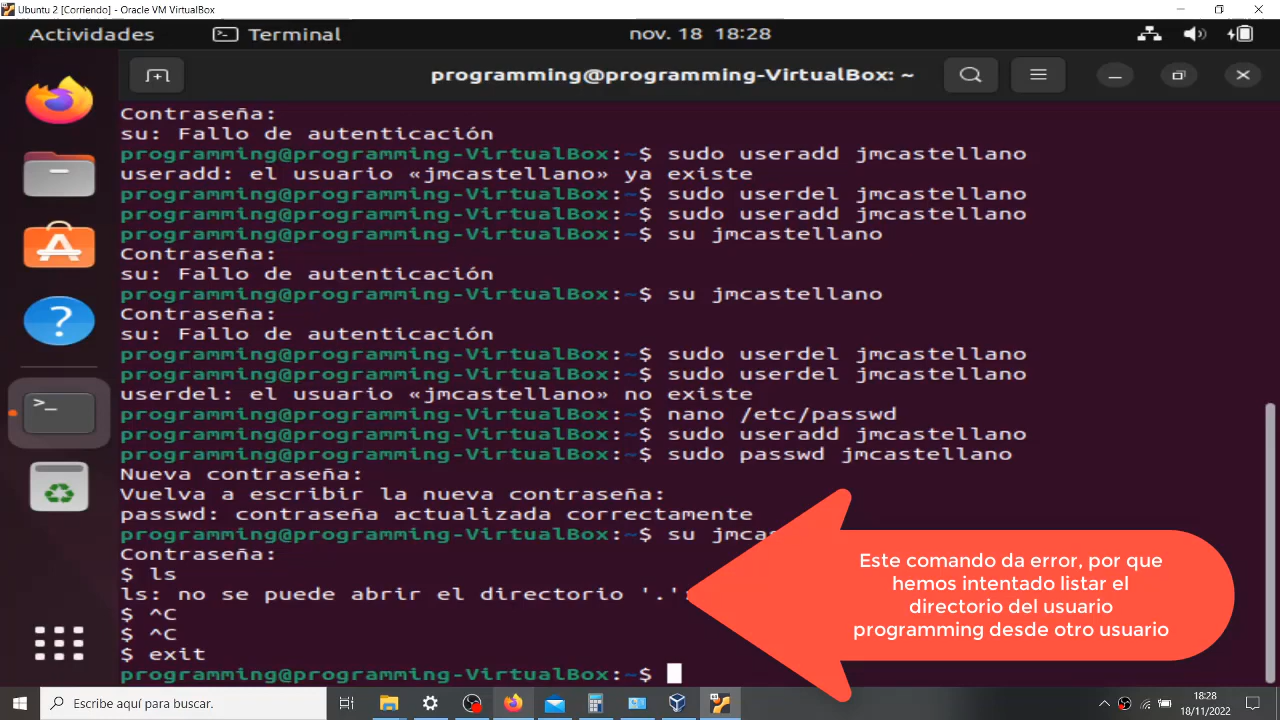 Ubuntu 2 [Corriendo] - Oracle VM VirtualBox
Actividades
Terminal
nov. 18 18:28
programming@programming-VirtualBox: ~
Contraseña:
su: Fallo de autenticación
programming@programming-VirtualBox:~$ sudo useradd jmcastellano
useradd: el usuario «jmcastellano» ya existe
programming@programming-VirtualBox:~$ sudo userdel jmcastellano
programming@programming-VirtualBox:~$ sudo useradd jmcastellano
programming@programming-VirtualBox:~$ su jmcastellano
Contraseña:
su: Fallo de autenticación
programming@programming-VirtualBox:~$ su jmcastellano
Contraseña:
su: Fallo de autenticación
programming@programming-VirtualBox:~$ sudo userdel jmcastellano
programming@programming-VirtualBox:~$ sudo userdel jmcastellano
userdel: el usuario «jmcastellano» no existe
programming@programming-VirtualBox:~$ nano /etc/passwd
programming@programming-VirtualBox:~$ sudo useradd jmcastellano
programming@programming-VirtualBox:~$ sudo passwd jmcastellano
Nueva contraseña:
Vuelva a escribir la nueva contraseña:
passwd: contraseña actualizada correctamente
programming@programming-VirtualBox:~$ su
Contraseña:
$ ls
ls: no se puede abrir el directorio '.':
$ ^C
$ ^C
$ exit
programming@programming-VirtualBox:~$
Este comando da error, por que
hemos intentado listar el
directorio del usuario
programming desde otro usuario
Escribe aquí para buscar.
18:28
18/11/2022